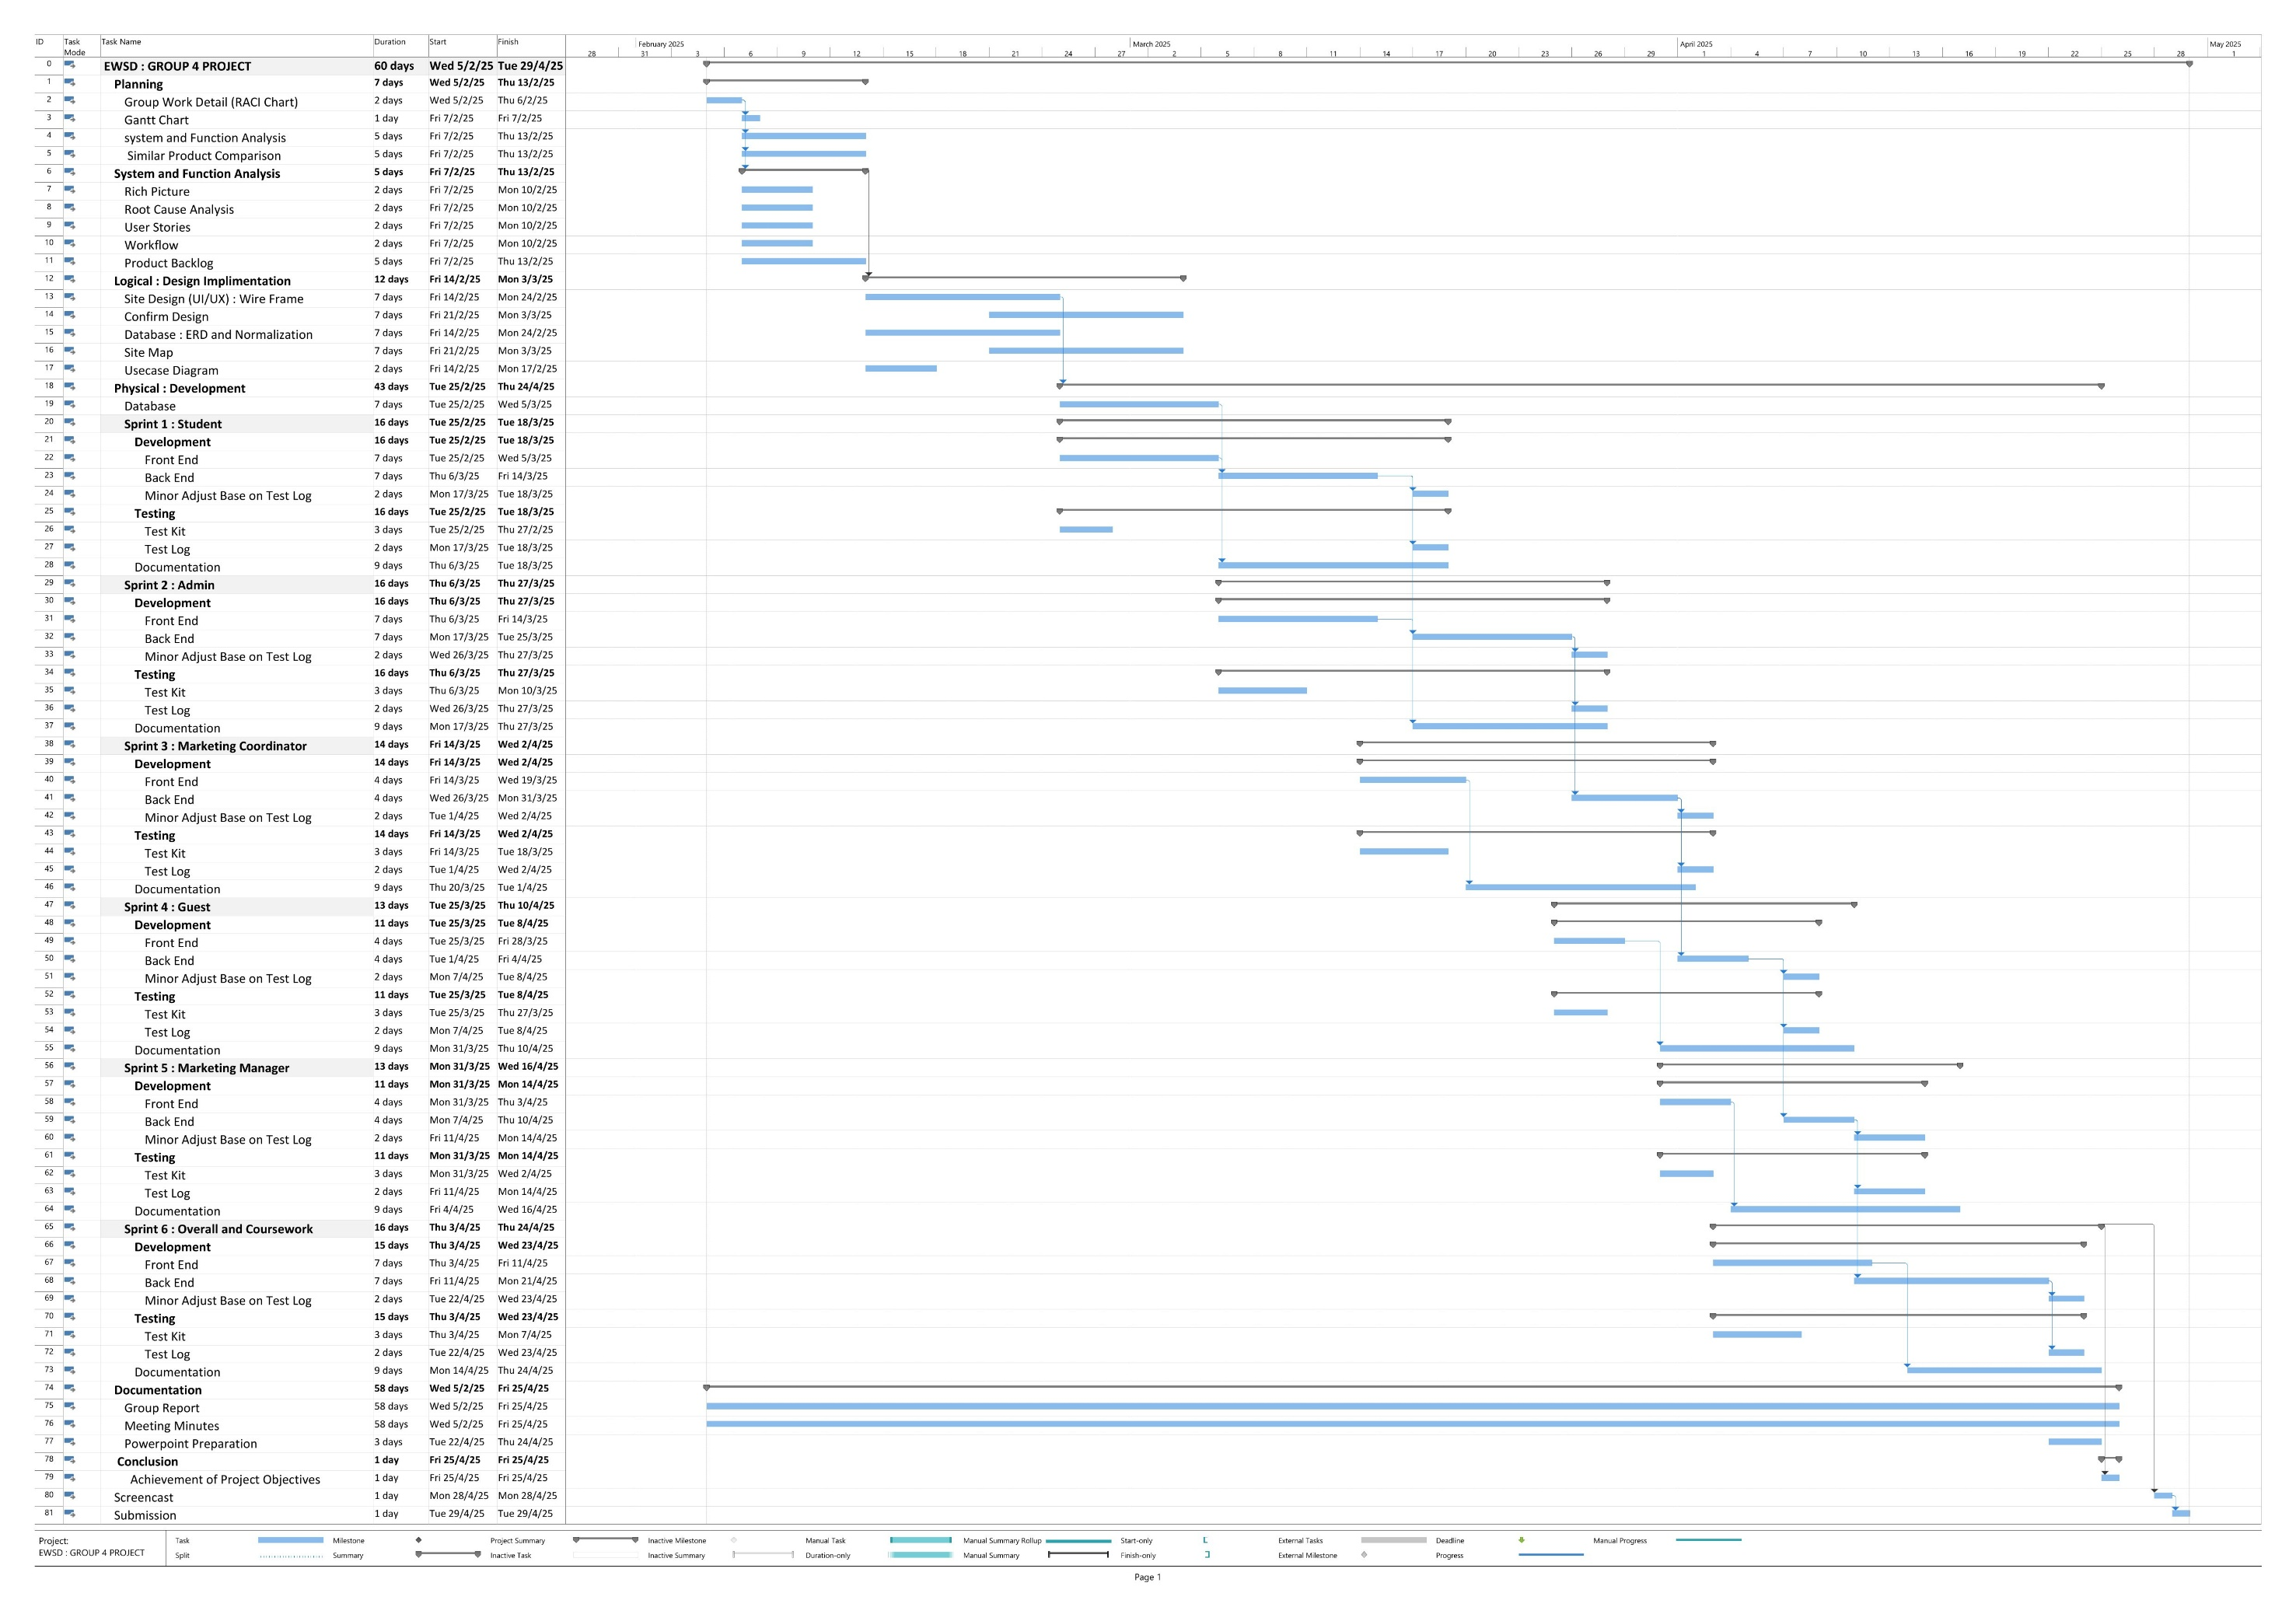 ID Task Mode Task Name Duration Start Finish
February 2025 March 2025 April 2025 May 2025
28 31 3 6 9 12 15 18 21 24 27 2 5 8 11 14 17 20 23 26 29 1 4 7 10 13 16 19 22 25 28 1
0 EWSD : GROUP 4 PROJECT 60 days Wed 5/2/25 Tue 29/4/25
1 Planning 7 days Wed 5/2/25 Thu 13/2/25
2 Group Work Detail (RACI Chart) 2 days Wed 5/2/25 Thu 6/2/25
3 Gantt Chart 1 day Fri 7/2/25 Fri 7/2/25
4 system and Function Analysis 5 days Fri 7/2/25 Thu 13/2/25
5 Similar Product Comparison 5 days Fri 7/2/25 Thu 13/2/25
6 System and Function Analysis 5 days Fri 7/2/25 Thu 13/2/25
7 Rich Picture 2 days Fri 7/2/25 Mon 10/2/25
8 Root Cause Analysis 2 days Fri 7/2/25 Mon 10/2/25
9 User Stories 2 days Fri 7/2/25 Mon 10/2/25
10 Workflow 2 days Fri 7/2/25 Mon 10/2/25
11 Product Backlog 5 days Fri 7/2/25 Thu 13/2/25
12 Logical : Design Implimentation 12 days Fri 14/2/25 Mon 3/3/25
13 Site Design (UI/UX) : Wire Frame 7 days Fri 14/2/25 Mon 24/2/25
14 Confirm Design 7 days Fri 21/2/25 Mon 3/3/25
15 Database : ERD and Normalization 7 days Fri 14/2/25 Mon 24/2/25
16 Site Map 7 days Fri 21/2/25 Mon 3/3/25
17 Usecase Diagram 2 days Fri 14/2/25 Mon 17/2/25
18 Physical : Development 43 days Tue 25/2/25 Thu 24/4/25
19 Database 7 days Tue 25/2/25 Wed 5/3/25
20 Sprint 1 : Student 16 days Tue 25/2/25 Tue 18/3/25
21 Development 16 days Tue 25/2/25 Tue 18/3/25
22 Front End 7 days Tue 25/2/25 Wed 5/3/25
23 Back End 7 days Thu 6/3/25 Fri 14/3/25
24 Minor Adjust Base on Test Log 2 days Mon 17/3/25 Tue 18/3/25
25 Testing 16 days Tue 25/2/25 Tue 18/3/25
26 Test Kit 3 days Tue 25/2/25 Thu 27/2/25
27 Test Log 2 days Mon 17/3/25 Tue 18/3/25
28 Documentation 9 days Thu 6/3/25 Tue 18/3/25
29 Sprint 2 : Admin 16 days Thu 6/3/25 Thu 27/3/25
30 Development 16 days Thu 6/3/25 Thu 27/3/25
31 Front End 7 days Thu 6/3/25 Fri 14/3/25
32 Back End 7 days Mon 17/3/25 Tue 25/3/25
33 Minor Adjust Base on Test Log 2 days Wed 26/3/25 Thu 27/3/25
34 Testing 16 days Thu 6/3/25 Thu 27/3/25
35 Test Kit 3 days Thu 6/3/25 Mon 10/3/25
36 Test Log 2 days Wed 26/3/25 Thu 27/3/25
37 Documentation 9 days Mon 17/3/25 Thu 27/3/25
38 Sprint 3 : Marketing Coordinator 14 days Fri 14/3/25 Wed 2/4/25
39 Development 14 days Fri 14/3/25 Wed 2/4/25
40 Front End 4 days Fri 14/3/25 Wed 19/3/25
41 Back End 4 days Wed 26/3/25 Mon 31/3/25
42 Minor Adjust Base on Test Log 2 days Tue 1/4/25 Wed 2/4/25
43 Testing 14 days Fri 14/3/25 Wed 2/4/25
44 Test Kit 3 days Fri 14/3/25 Tue 18/3/25
45 Test Log 2 days Tue 1/4/25 Wed 2/4/25
46 Documentation 9 days Thu 20/3/25 Tue 1/4/25
47 Sprint 4 : Guest 13 days Tue 25/3/25 Thu 10/4/25
48 Development 11 days Tue 25/3/25 Tue 8/4/25
49 Front End 4 days Tue 25/3/25 Fri 28/3/25
50 Back End 4 days Tue 1/4/25 Fri 4/4/25
51 Minor Adjust Base on Test Log 2 days Mon 7/4/25 Tue 8/4/25
52 Testing 11 days Tue 25/3/25 Tue 8/4/25
53 Test Kit 3 days Tue 25/3/25 Thu 27/3/25
54 Test Log 2 days Mon 7/4/25 Tue 8/4/25
55 Documentation 9 days Mon 31/3/25 Thu 10/4/25
56 Sprint 5 : Marketing Manager 13 days Mon 31/3/25 Wed 16/4/25
57 Development 11 days Mon 31/3/25 Mon 14/4/25
58 Front End 4 days Mon 31/3/25 Thu 3/4/25
59 Back End 4 days Mon 7/4/25 Thu 10/4/25
60 Minor Adjust Base on Test Log 2 days Fri 11/4/25 Mon 14/4/25
61 Testing 11 days Mon 31/3/25 Mon 14/4/25
62 Test Kit 3 days Mon 31/3/25 Wed 2/4/25
63 Test Log 2 days Fri 11/4/25 Mon 14/4/25
64 Documentation 9 days Fri 4/4/25 Wed 16/4/25
65 Sprint 6 : Overall and Coursework 16 days Thu 3/4/25 Thu 24/4/25
66 Development 15 days Thu 3/4/25 Wed 23/4/25
67 Front End 7 days Thu 3/4/25 Fri 11/4/25
68 Back End 7 days Fri 11/4/25 Mon 21/4/25
69 Minor Adjust Base on Test Log 2 days Tue 22/4/25 Wed 23/4/25
70 Testing 15 days Thu 3/4/25 Wed 23/4/25
71 Test Kit 3 days Thu 3/4/25 Mon 7/4/25
72 Test Log 2 days Tue 22/4/25 Wed 23/4/25
73 Documentation 9 days Mon 14/4/25 Thu 24/4/25
74 Documentation 58 days Wed 5/2/25 Fri 25/4/25
75 Group Report 58 days Wed 5/2/25 Fri 25/4/25
76 Meeting Minutes 58 days Wed 5/2/25 Fri 25/4/25
77 Powerpoint Preparation 3 days Tue 22/4/25 Thu 24/4/25
78 Conclusion 1 day Fri 25/4/25 Fri 25/4/25
79 Achievement of Project Objectives 1 day Fri 25/4/25 Fri 25/4/25
80 Screencast 1 day Mon 28/4/25 Mon 28/4/25
81 Submission 1 day Tue 29/4/25 Tue 29/4/25
Project:
EWSD : GROUP 4 PROJECT
Task Milestone Project Summary Inactive Milestone Manual Task Manual Summary Rollup Start-only External Tasks Deadline Manual Progress
Split Summary Inactive Task Inactive Summary Duration-only Manual Summary Finish-only External Milestone Progress
Page 1